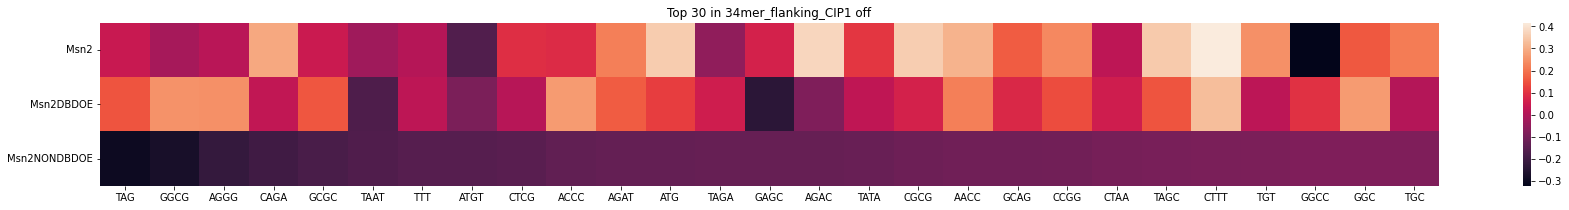 Top 30 in 34mer_flanking_CIP1 off
Msn2
Msn2DBDOE
Msn2NONDBDOE
TAG GGCG AGGG CAGA GCGC TAAT TTT ATGT CTCG ACCC AGAT ATG TAGA GAGC AGAC TATA CGCG AACC GCAG CCGG CTAA TAGC CTTT TGT GGCC GGC TGC
0.4
0.3
0.2
0.1
0.0
−0.1
−0.2
−0.3